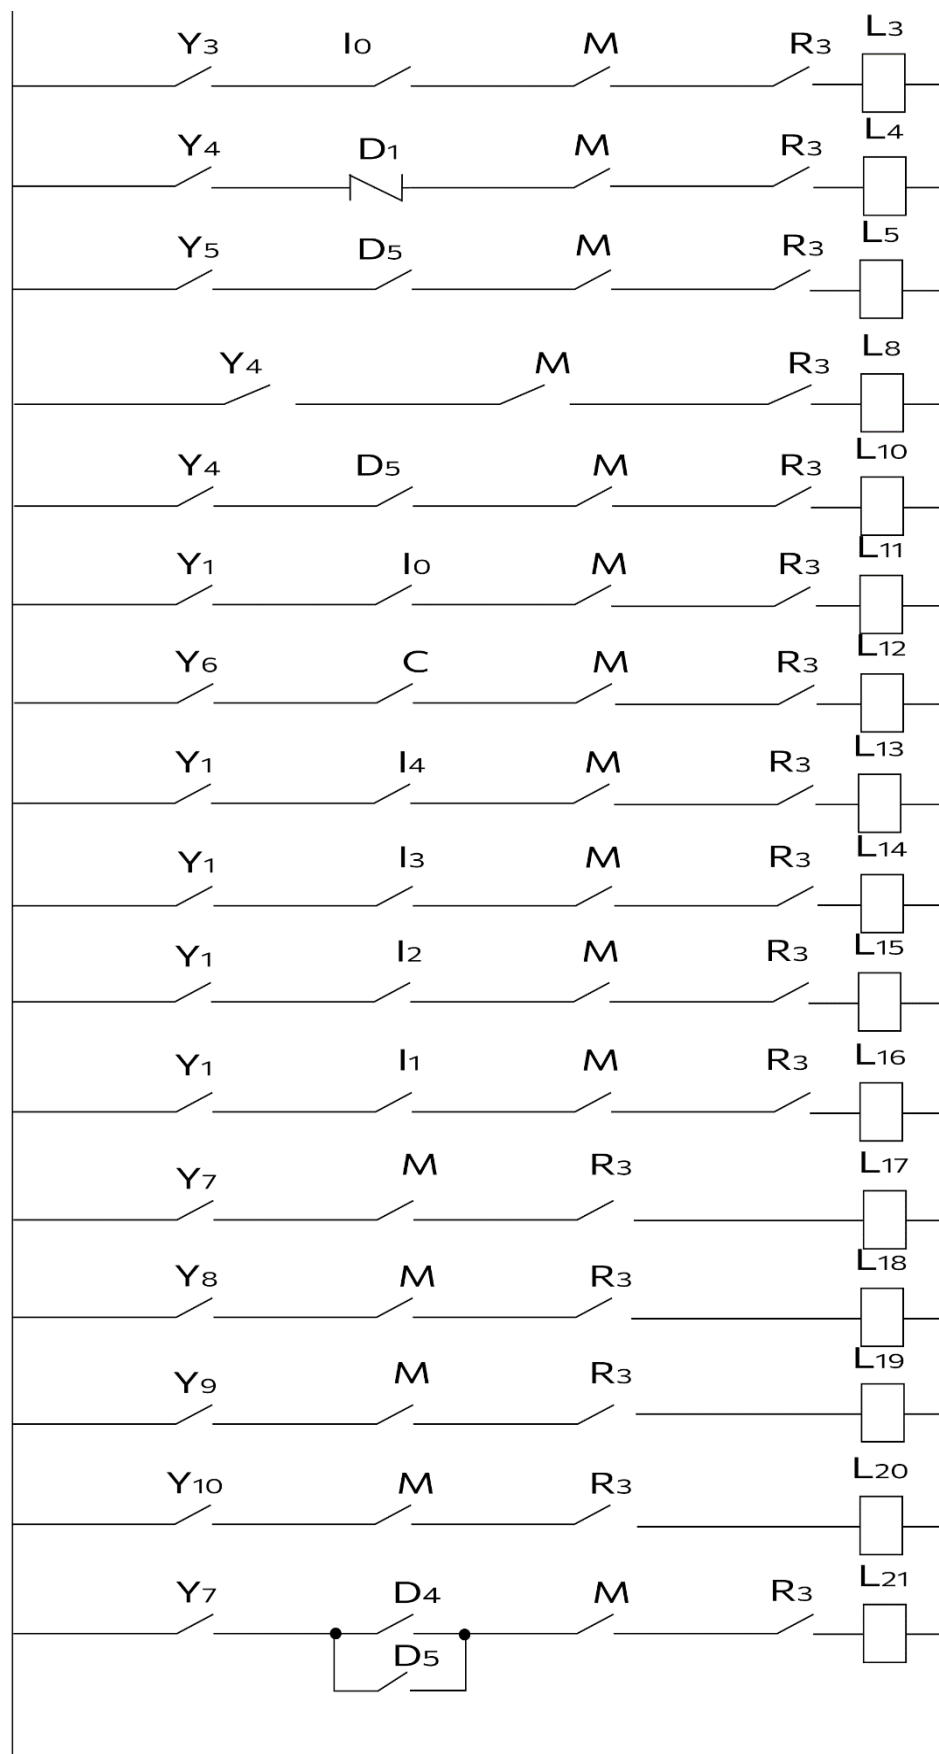 Y3 I0 M R3 L3
Y4 D1 M R3 L4
Y5 D5 M R3 L5
Y4 M R3 L8
Y4 D5 M R3 L10
Y1 I0 M R3 L11
Y6 C M R3 L12
Y1 I4 M R3 L13
Y1 I3 M R3 L14
Y1 I2 M R3 L15
Y1 I1 M R3 L16
Y7 M R3 L17
Y8 M R3 L18
Y9 M R3 L19
Y10 M R3 L20
Y7 D4 M R3 L21
D5